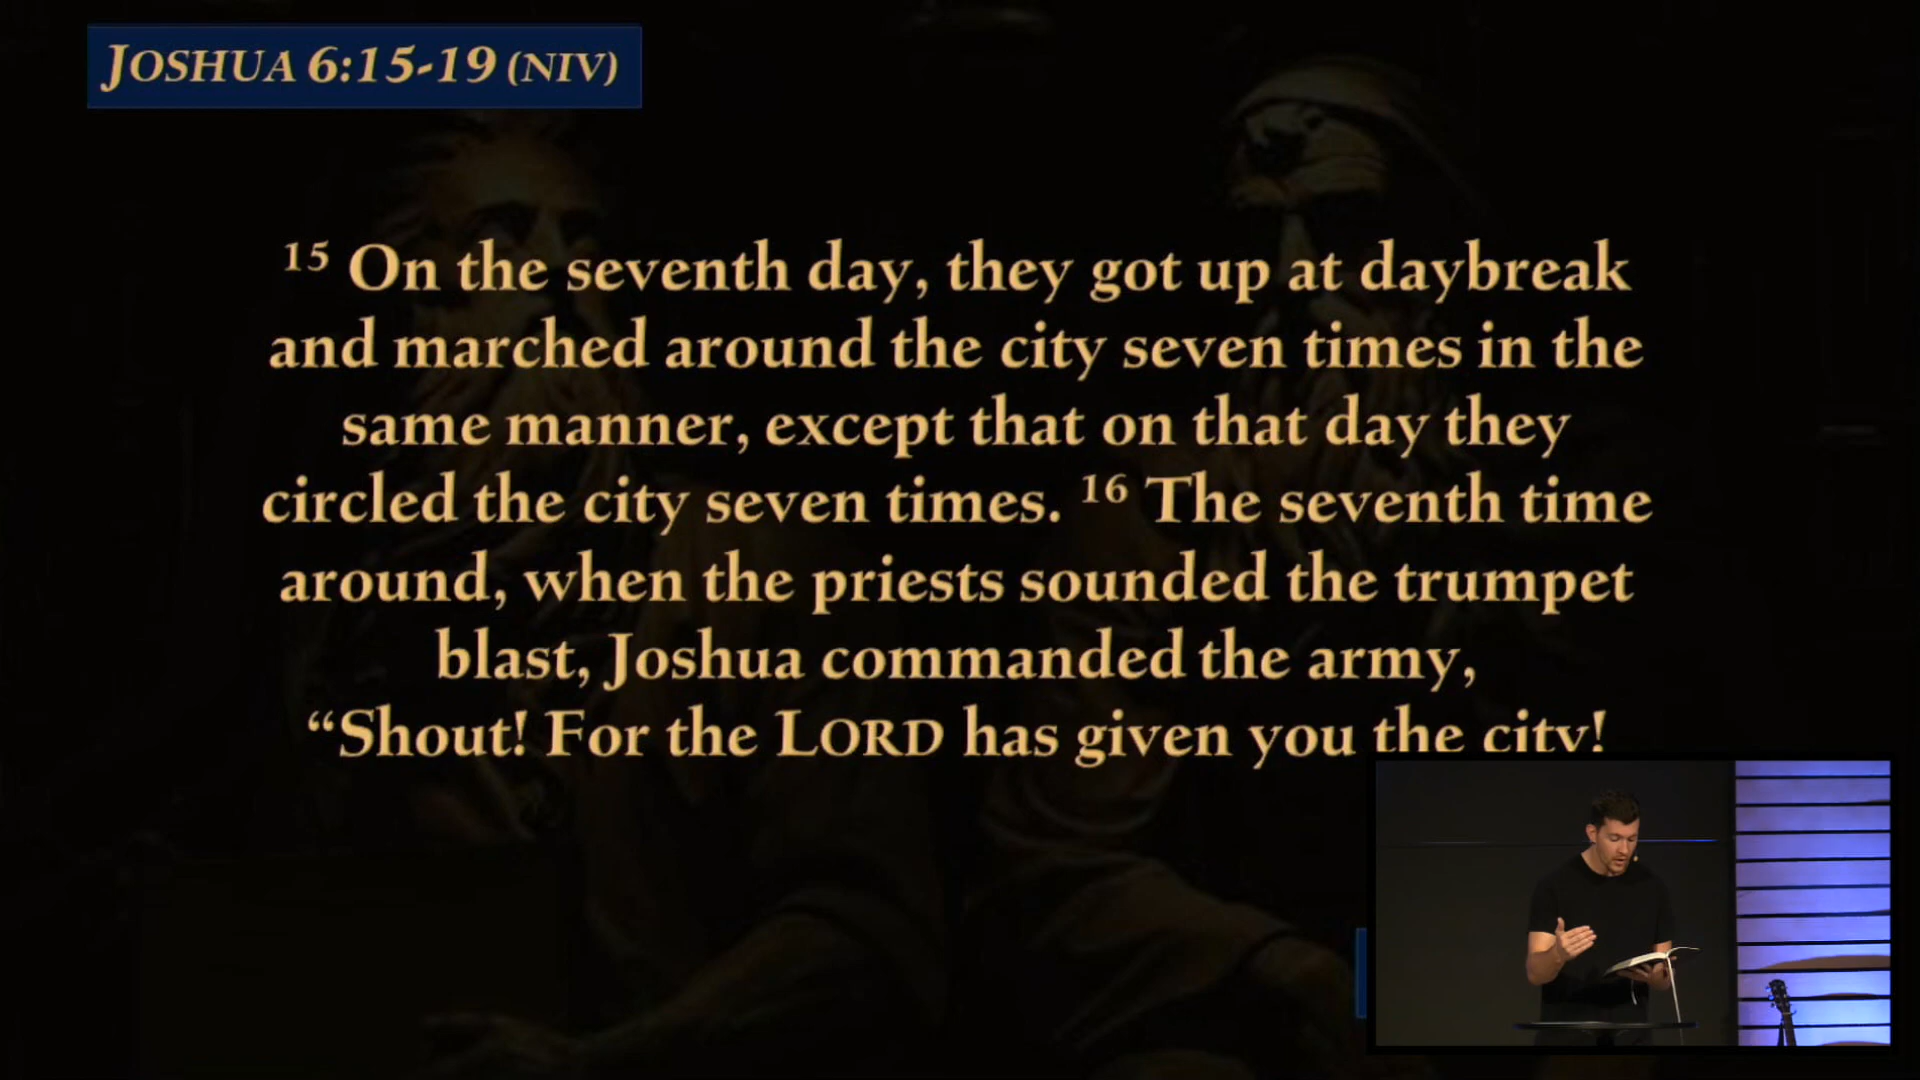 JOSHUA 6:15-19 (NIV)
15 On the seventh day, they got up at daybreak
and marched around the city seven times in the
same manner, except that on that day they
circled the city seven times. 16 The seventh time
around, when the priests sounded the trumpet
blast, Joshua commanded the army,
“Shout! For the LORD has given you the city!